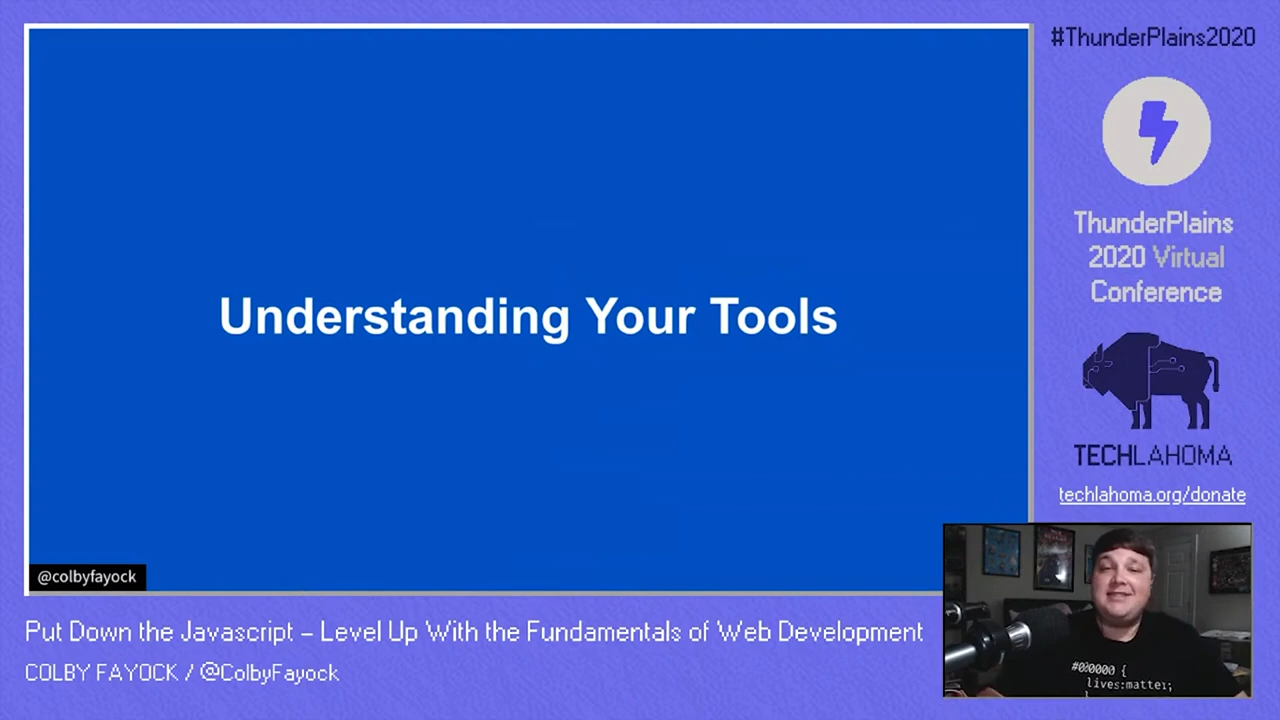 #ThunderPlains2020
ThunderPlains
2020 Virtual
Conference
TECHLAHOMA
techlahoma.org/donate
Understanding Your Tools
@colbyfayock
#000000 {
lives:matter;
}
Put Down the Javascript – Level Up With the Fundamentals of Web Development
COLBY FAYOCK / @ColbyFayock